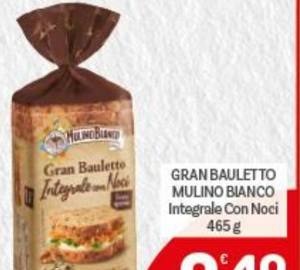 MULINO BIANCO
Gran Bauletto
Integrale con Noci
GRAN BAULETTO
MULINO BIANCO
Integrale Con Noci
465 g
€